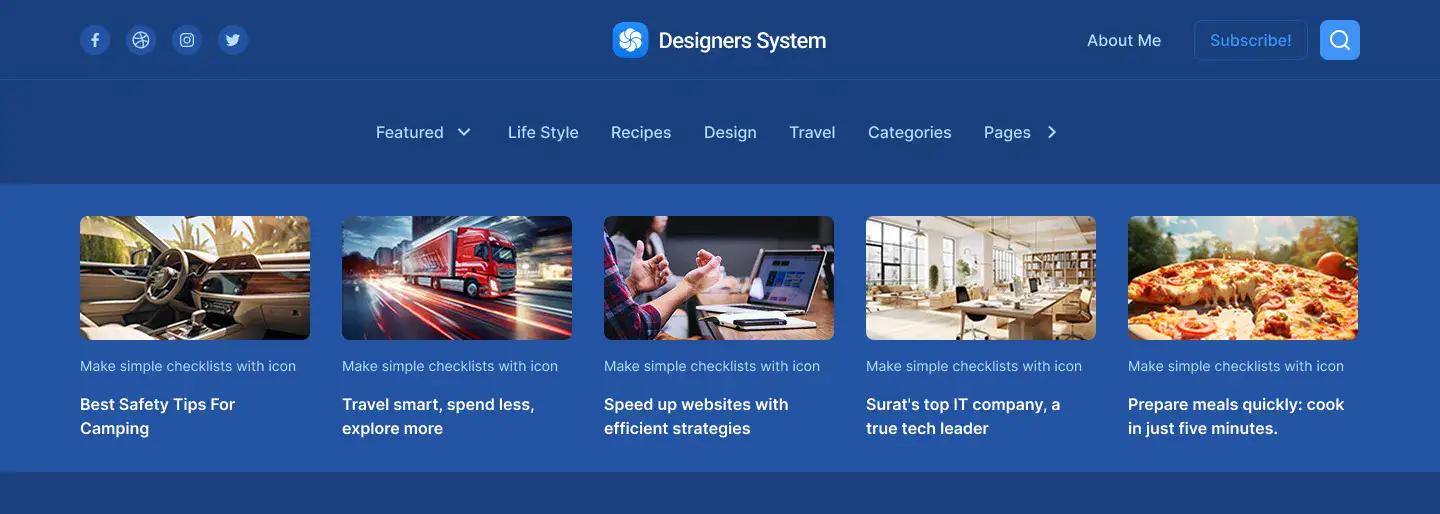 Designers System
About Me
Subscribe!
Featured
Life Style
Recipes
Design
Travel
Categories
Pages
Make simple checklists with icon
Best Safety Tips For
Camping
Make simple checklists with icon
Travel smart, spend less,
explore more
Make simple checklists with icon
Speed up websites with
efficient strategies
Make simple checklists with icon
Surat's top IT company, a
true tech leader
Make simple checklists with icon
Prepare meals quickly: cook
in just five minutes.